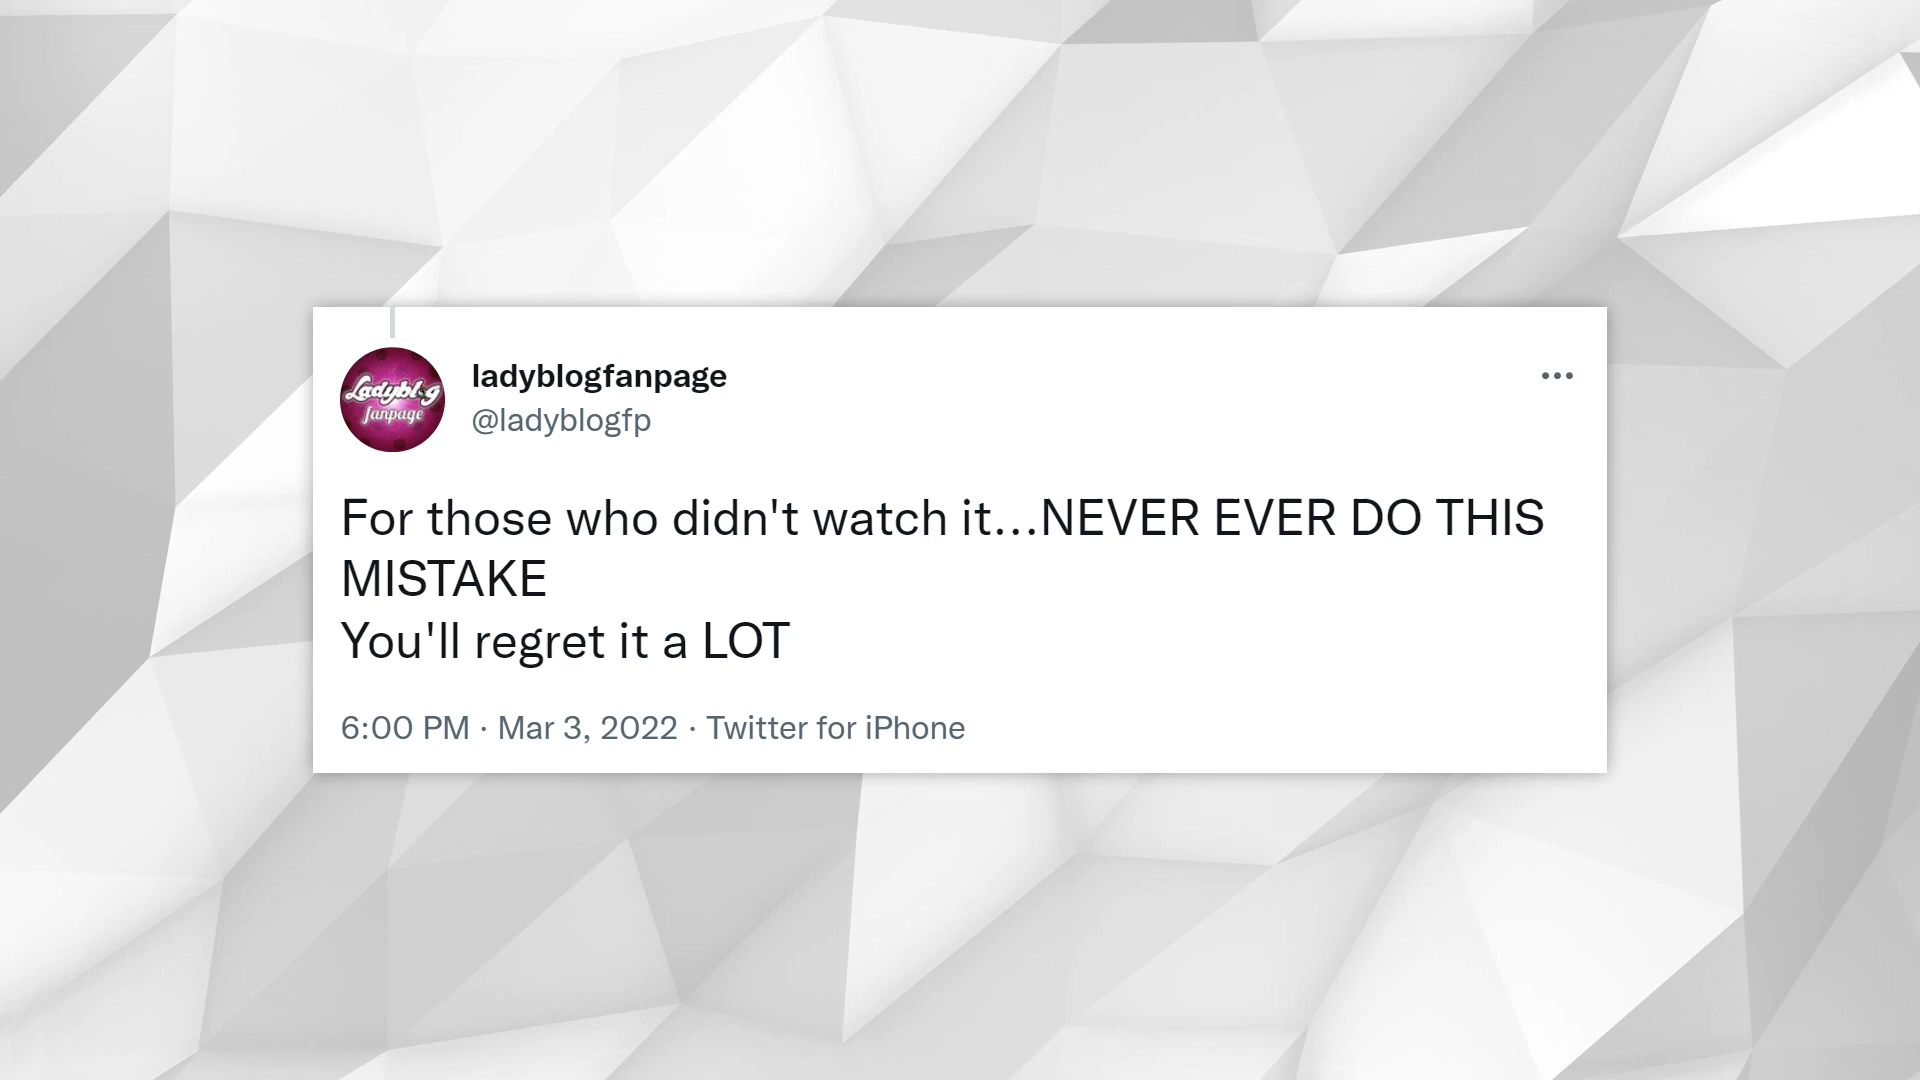 Ladyblog
fanpage
ladyblogfanpage
@ladyblogfp
For those who didn't watch it...NEVER EVER DO THIS
MISTAKE
You'll regret it a LOT
6:00 PM · Mar 3, 2022 · Twitter for iPhone